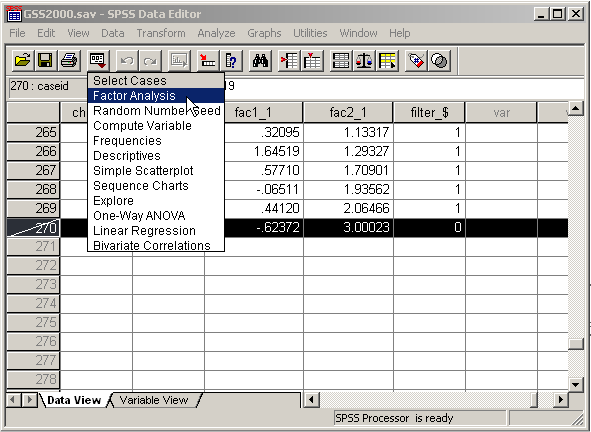 GSS2000.sav - SPSS Data Editor
File Edit View Data Transform Analyze Graphs Utilities Window Help
270 : caseid
Select Cases
Factor Analysis
Random Number Seed
Compute Variable
Frequencies
Descriptives
Simple Scatterplot
Sequence Charts
Explore
One-Way ANOVA
Linear Regression
Bivariate Correlations
fac1_1 fac2_1 filter_$ var
265 .32095 1.13317 1
266 1.64519 1.29327 1
267 .57710 1.70901 1
268 -.06511 1.93562 1
269 .44120 2.06466 1
270 -.62372 3.00023 0
271
272
273
274
275
276
277
278
Data View Variable View
SPSS Processor is ready